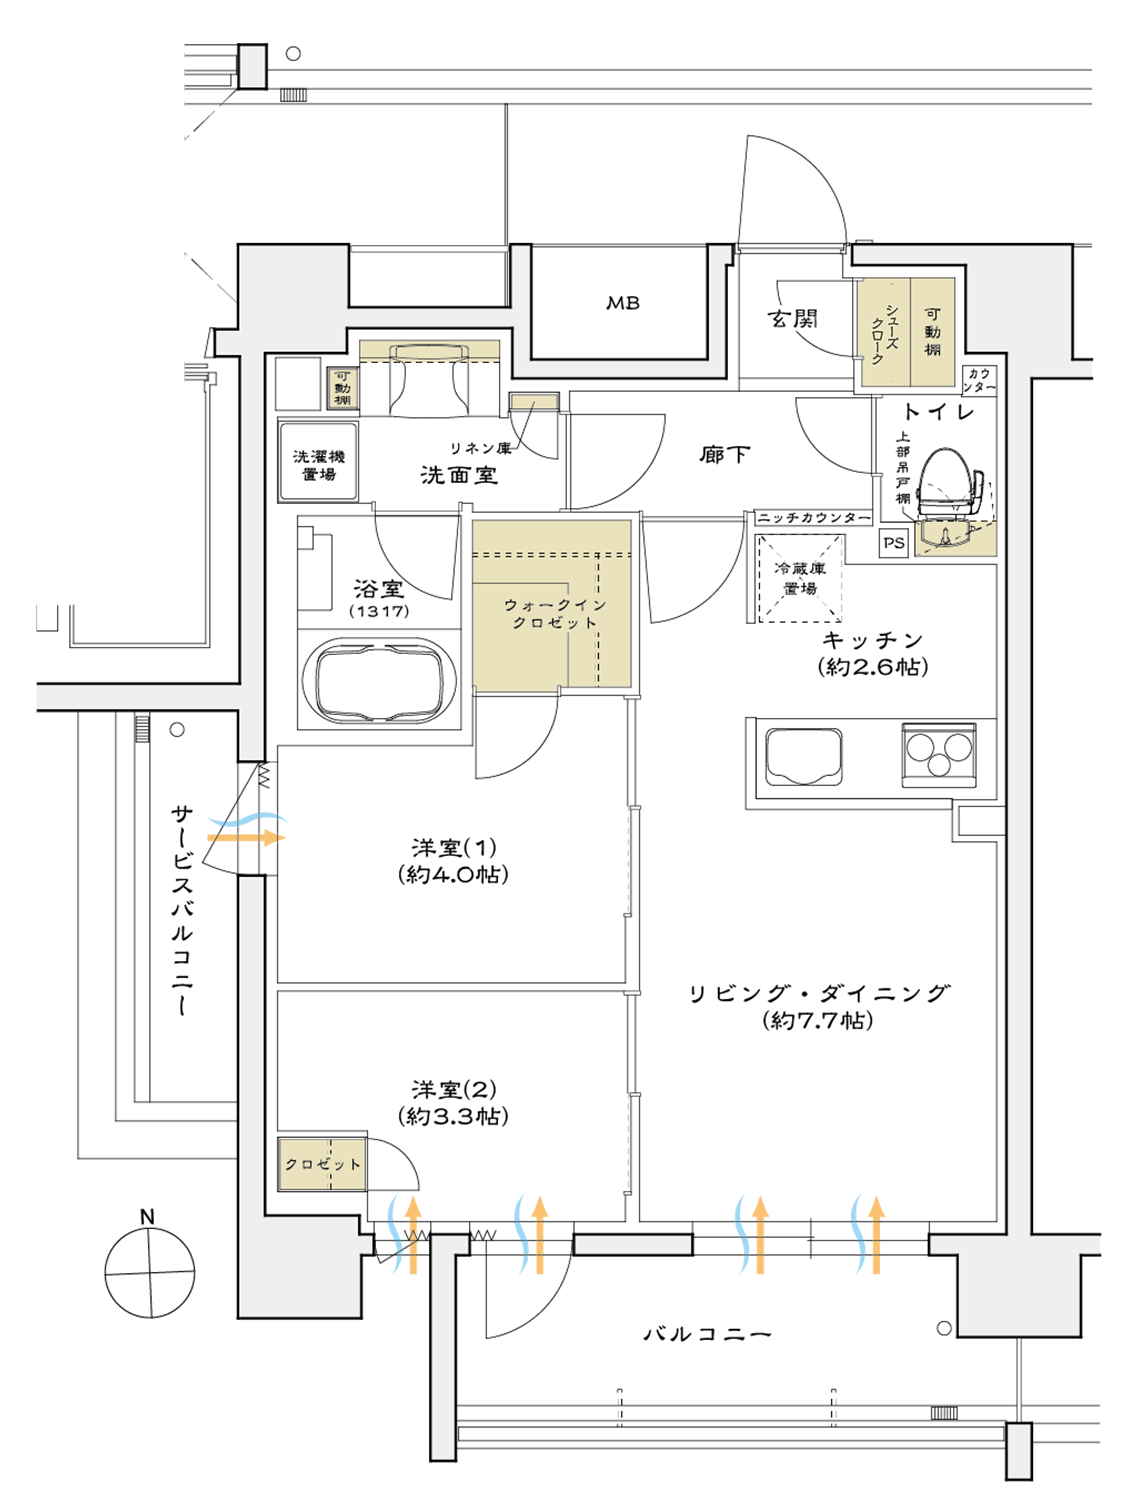 MB
玄関
シューズ
クローク
可動棚
カウ
ンター
トイレ
上部吊戸棚
可動棚
リネン庫
洗濯機
置場
洗面室
廊下
ニッチカウンター
PS
冷蔵庫
置場
浴室
(1317)
ウォークイン
クロゼット
キッチン
(約2.6帖)
サービスバルコニー
洋室(1)
(約4.0帖)
リビング・ダイニング
(約7.7帖)
洋室(2)
(約3.3帖)
クロゼット
N
バルコニー